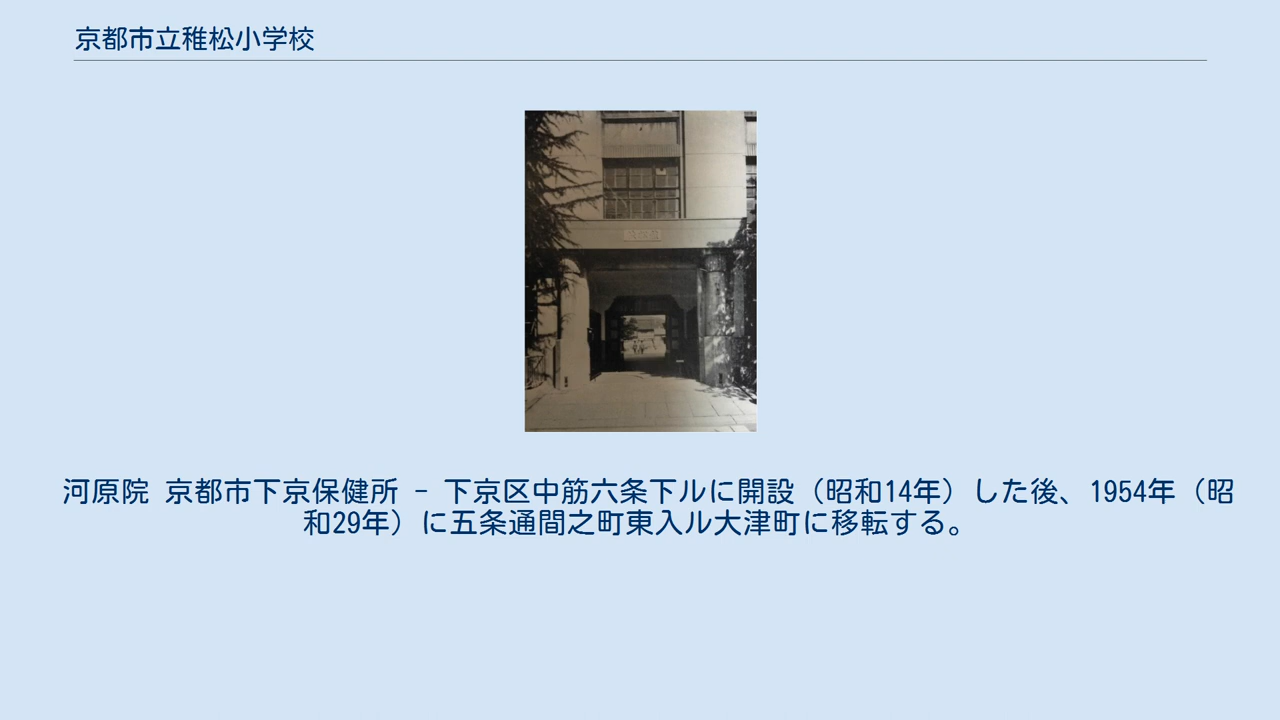 京都市立稚松小学校
河原院 京都市下京保健所 - 下京区中筋六条下ルに開設（昭和14年）した後、1954年（昭
和29年）に五条通間之町東入ル大津町に移転する。